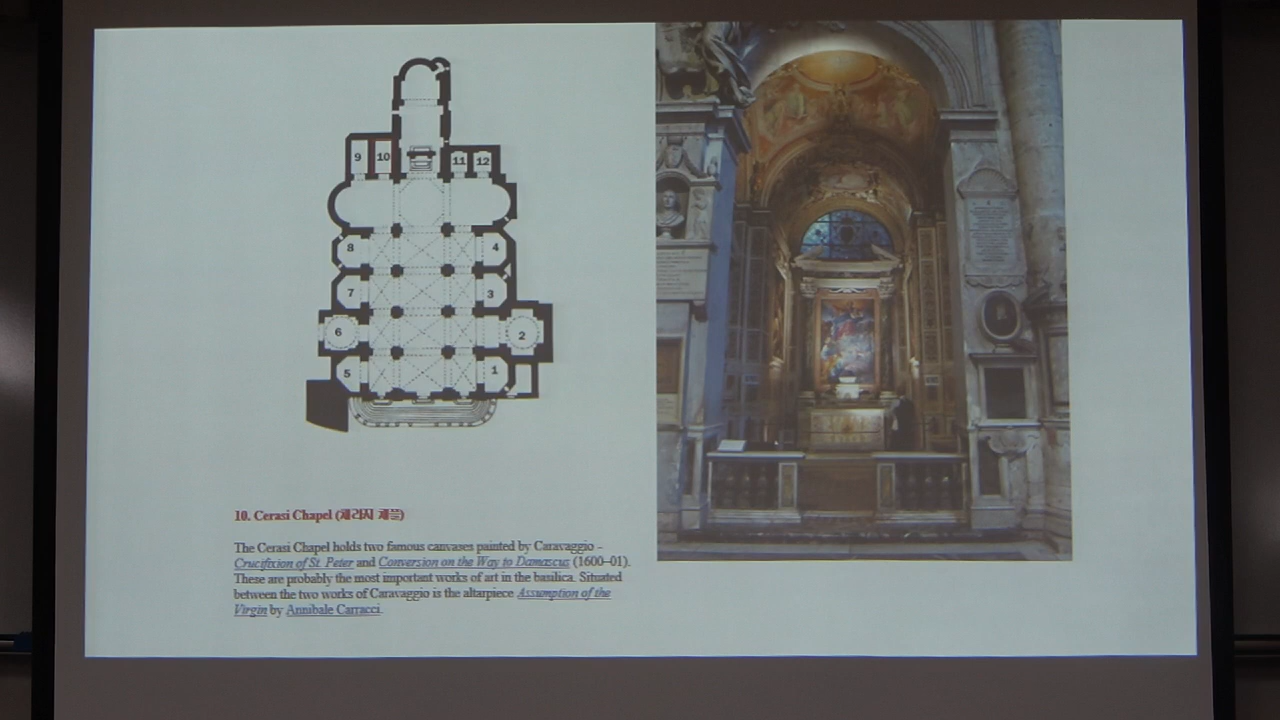 9 10 11 12
8 4
7 3
6 2
5 1
10. Cerasi Chapel (체라시 채플)
The Cerasi Chapel holds two famous canvases painted by Caravaggio –
Crucifixion of St. Peter and Conversion on the Way to Damascus (1600–01).
These are probably the most important works of art in the basilica. Situated
between the two works of Caravaggio is the altarpiece Assumption of the
Virgin by Annibale Carracci.